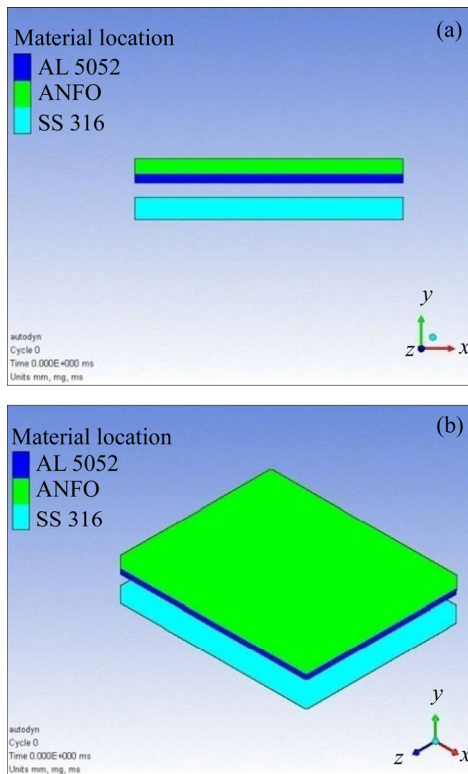 (a)
Material location
AL 5052
ANFO
SS 316
y
z
x
autodyn
Cycle 0
Time 0.000E+000 ms
Units mm, mg, ms
(b)
Material location
AL 5052
ANFO
SS 316
y
z
x
autodyn
Cycle 0
Time 0.000E+000 ms
Units mm, mg, ms